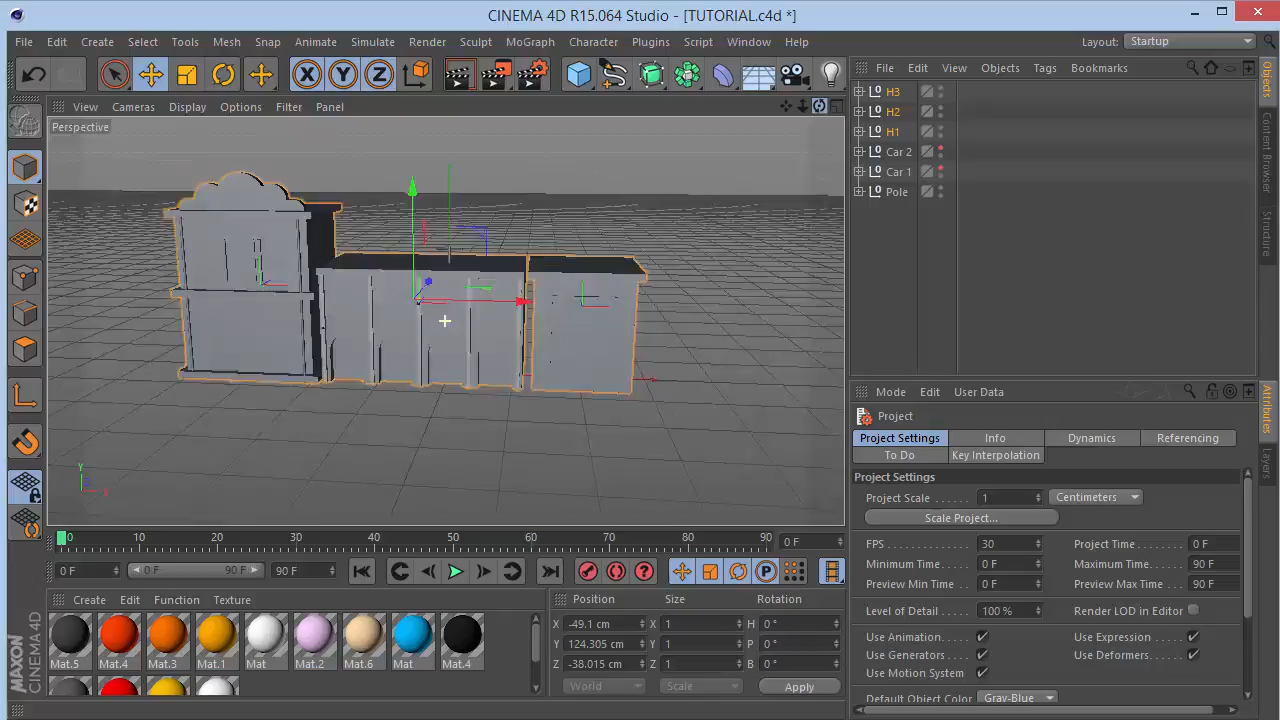 CINEMA 4D R15.064 Studio - [TUTORIAL.c4d *]
File Edit Create Select Tools Mesh Snap Animate Simulate Render Sculpt MoGraph Character Plugins Script Window Help Layout: Startup
X Y Z
File Edit View Objects Tags Bookmarks
View Cameras Display Options Filter Panel
Perspective
H3
H2
H1
Car 2
Car 1
Pole
Objects
Content Browser
Structure
Mode Edit User Data
Project
Project Settings Info Dynamics Referencing
To Do Key Interpolation
Project Settings
Project Scale 1 Centimeters
Scale Project...
FPS 30 Project Time 0 F
Minimum Time 0 F Maximum Time 90 F
Preview Min Time 0 F Preview Max Time 90 F
Level of Detail 100 % Render LOD in Editor
Use Animation Use Expression
Use Generators Use Deformers
Use Motion System
Default Object Color Gray-Blue
Attributes
Layers
Y
Z
X
0 10 20 30 40 50 60 70 80 90 0 F
0 F 0 F 90 F 90 F
P
Create Edit Function Texture
Mat.5 Mat.4 Mat.3 Mat.1 Mat Mat.2 Mat.6 Mat Mat.4
Position Size Rotation
X -49.1 cm X 1 H 0 °
Y 124.305 cm Y 1 P 0 °
Z -38.015 cm Z 1 B 0 °
World Scale Apply
MAXON
CINEMA 4D